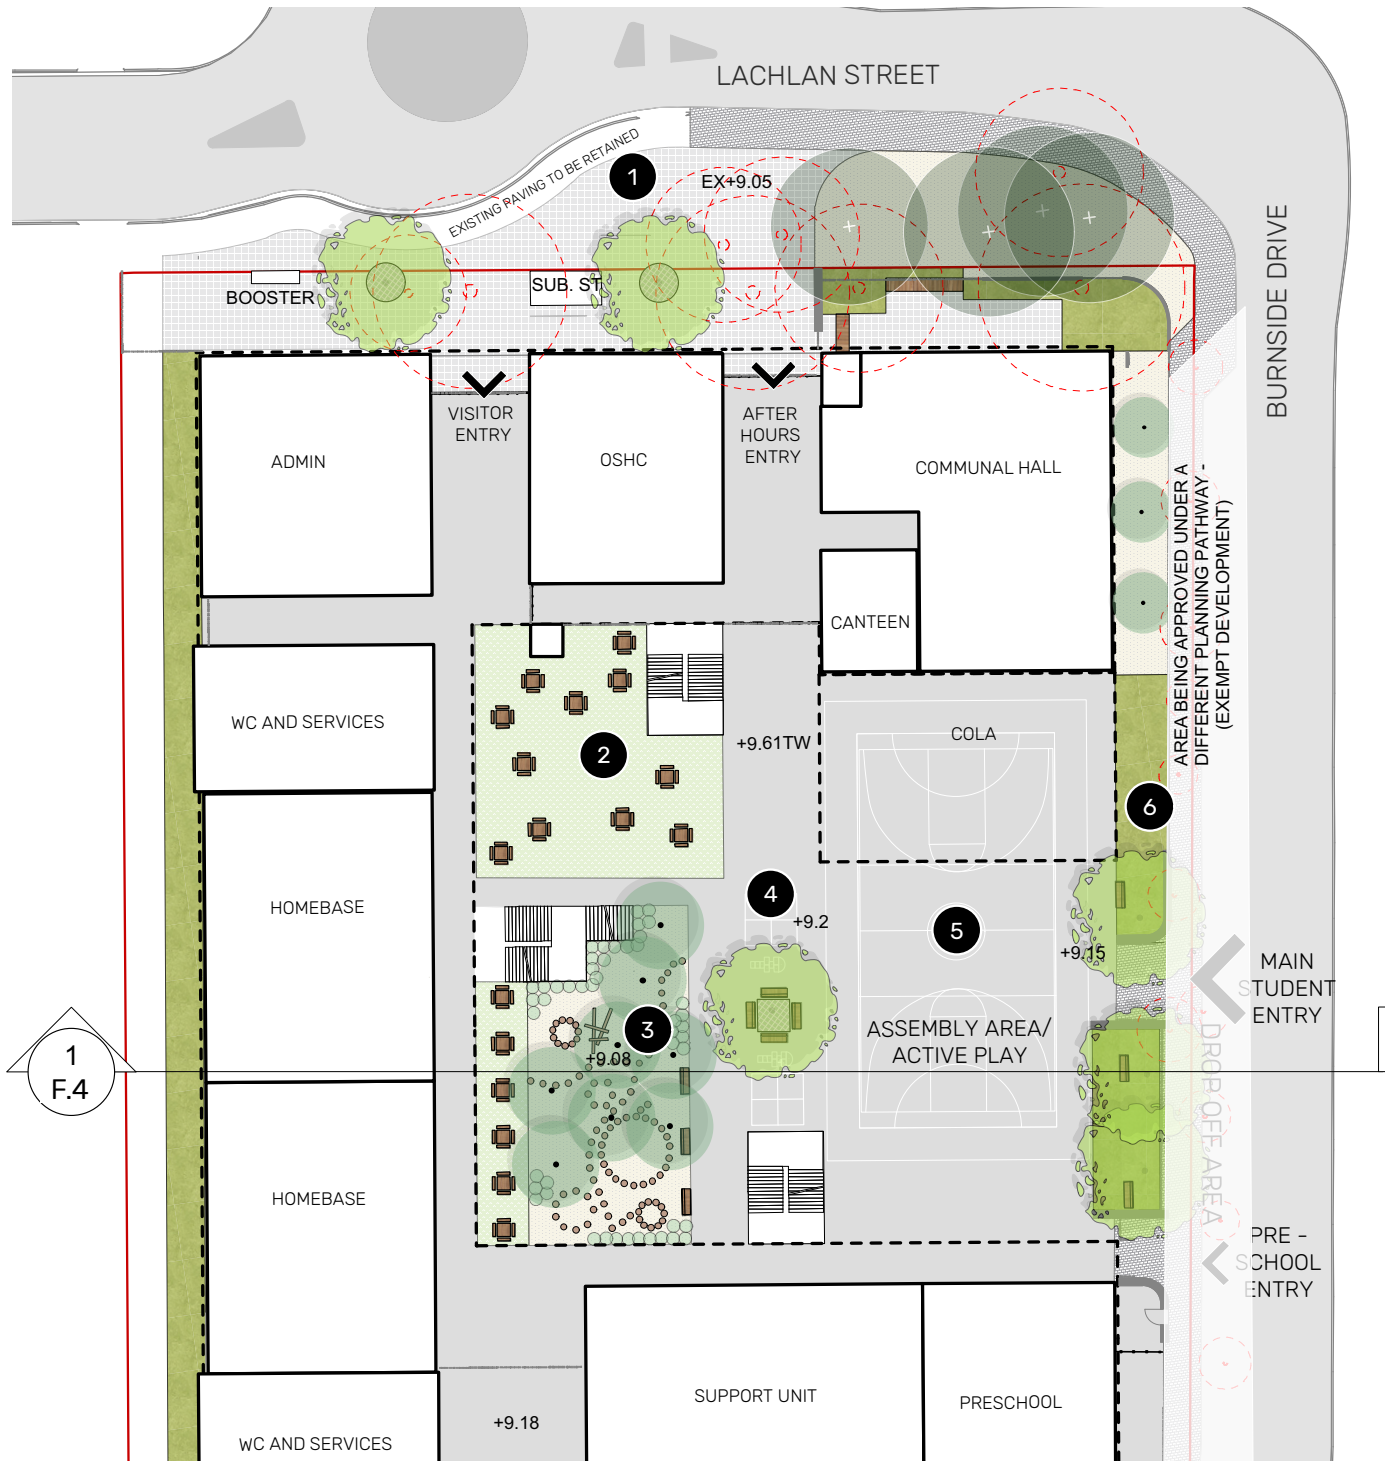 LACHLAN STREET
EXISTING PAVING TO BE RETAINED
1
EX+9.05
BURNSIDE DRIVE
BOOSTER
SUB. ST
VISITOR
ENTRY
AFTER
HOURS
ENTRY
ADMIN
OSHC
COMMUNAL HALL
AREA BEING APPROVED UNDER A
DIFFERENT PLANNING PATHWAY -
(EXEMPT DEVELOPMENT)
CANTEEN
WC AND SERVICES
2
+9.61TW
COLA
6
HOMEBASE
4
+9.2
5
+9.15
MAIN
STUDENT
ENTRY
3
+9.08
ASSEMBLY AREA/
ACTIVE PLAY
1
F.4
DROP OFF AREA
HOMEBASE
PRE -
SCHOOL
ENTRY
SUPPORT UNIT
PRESCHOOL
+9.18
WC AND SERVICES